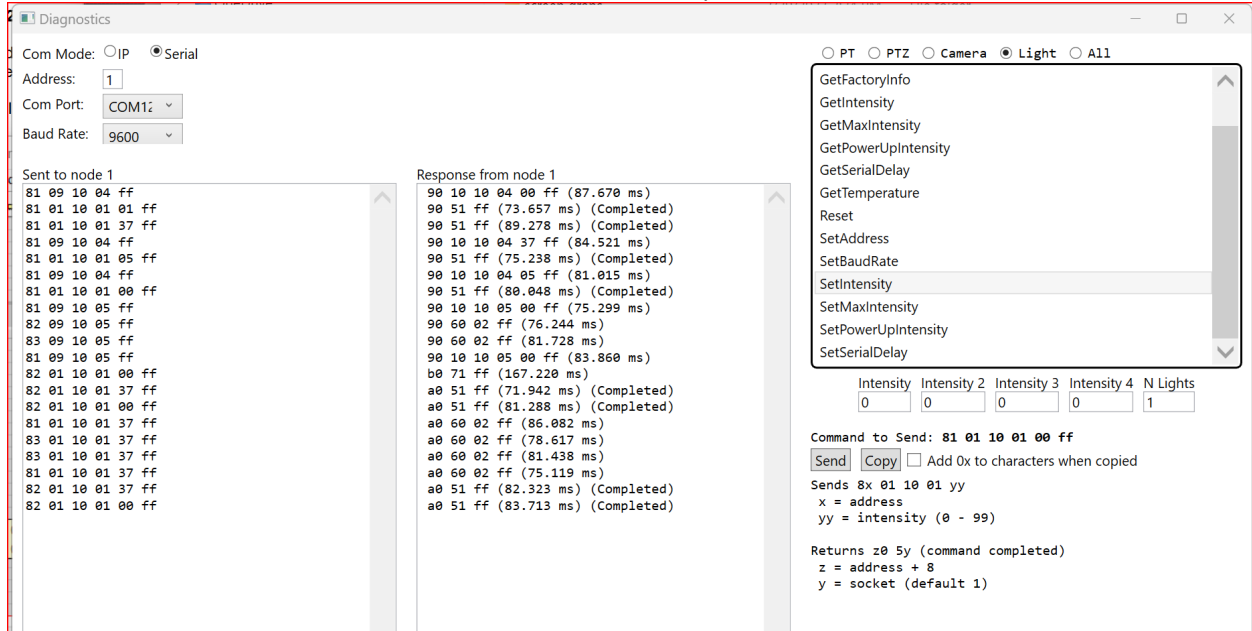 Diagnostics
Com Mode: IP Serial
Address: 1
Com Port: COM12
Baud Rate: 9600
Sent to node 1
81 09 10 04 ff
81 01 10 01 01 ff
81 01 10 01 37 ff
81 09 10 04 ff
81 01 10 01 05 ff
81 09 10 04 ff
81 01 10 01 00 ff
81 09 10 05 ff
82 09 10 05 ff
83 09 10 05 ff
81 09 10 05 ff
82 01 10 01 00 ff
82 01 10 01 37 ff
82 01 10 01 00 ff
81 01 10 01 37 ff
83 01 10 01 37 ff
83 01 10 01 37 ff
81 01 10 01 37 ff
82 01 10 01 37 ff
82 01 10 01 00 ff
Response from node 1
90 10 10 04 00 ff (87.670 ms)
90 51 ff (73.657 ms) (Completed)
90 51 ff (89.278 ms) (Completed)
90 10 10 04 37 ff (84.521 ms)
90 51 ff (75.238 ms) (Completed)
90 10 10 04 05 ff (81.015 ms)
90 51 ff (80.048 ms) (Completed)
90 10 10 05 00 ff (75.299 ms)
90 60 02 ff (76.244 ms)
90 60 02 ff (81.728 ms)
90 10 10 05 00 ff (83.860 ms)
b0 71 ff (167.220 ms)
a0 51 ff (71.942 ms) (Completed)
a0 51 ff (81.288 ms) (Completed)
a0 60 02 ff (86.082 ms)
a0 60 02 ff (78.617 ms)
a0 60 02 ff (81.438 ms)
a0 60 02 ff (75.119 ms)
a0 51 ff (82.323 ms) (Completed)
a0 51 ff (83.713 ms) (Completed)
PT PTZ Camera Light All
GetFactoryInfo
GetIntensity
GetMaxIntensity
GetPowerUpIntensity
GetSerialDelay
GetTemperature
Reset
SetAddress
SetBaudRate
SetIntensity
SetMaxIntensity
SetPowerUpIntensity
SetSerialDelay
Intensity Intensity 2 Intensity 3 Intensity 4 N Lights
0 0 0 0 1
Command to Send: 81 01 10 01 00 ff
Send Copy Add 0x to characters when copied
Sends 8x 01 10 01 yy
x = address
yy = intensity (0 - 99)
Returns z0 5y (command completed)
z = address + 8
y = socket (default 1)